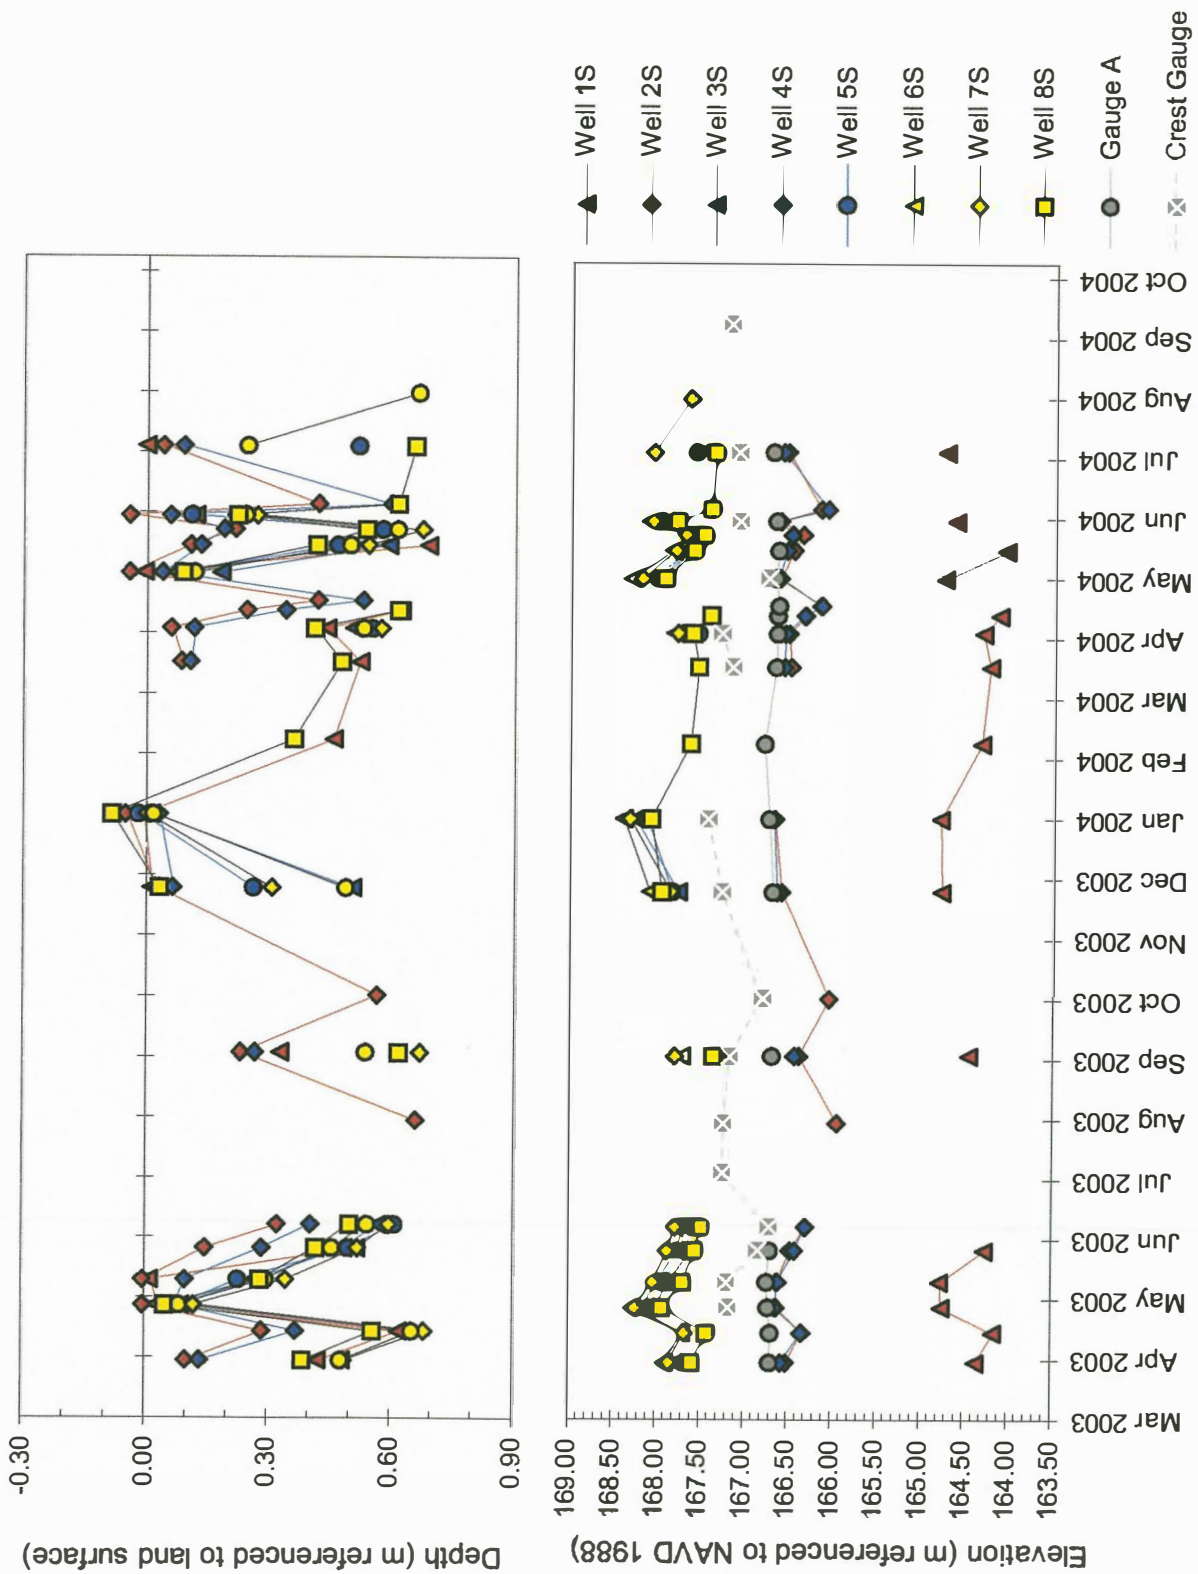 Depth (m referenced to land surface)
-0.30
0.00
0.30
0.60
0.90
Elevation (m referenced to NAVD 1988)
169.00
168.50
168.00
167.50
167.00
166.50
166.00
165.50
165.00
164.50
164.00
163.50
Mar 2003
Apr 2003
May 2003
Jun 2003
Jul 2003
Aug 2003
Sep 2003
Oct 2003
Nov 2003
Dec 2003
Jan 2004
Feb 2004
Mar 2004
Apr 2004
May 2004
Jun 2004
Jul 2004
Aug 2004
Sep 2004
Oct 2004
Well 1S
Well 2S
Well 3S
Well 4S
Well 5S
Well 6S
Well 7S
Well 8S
Gauge A
Crest Gauge